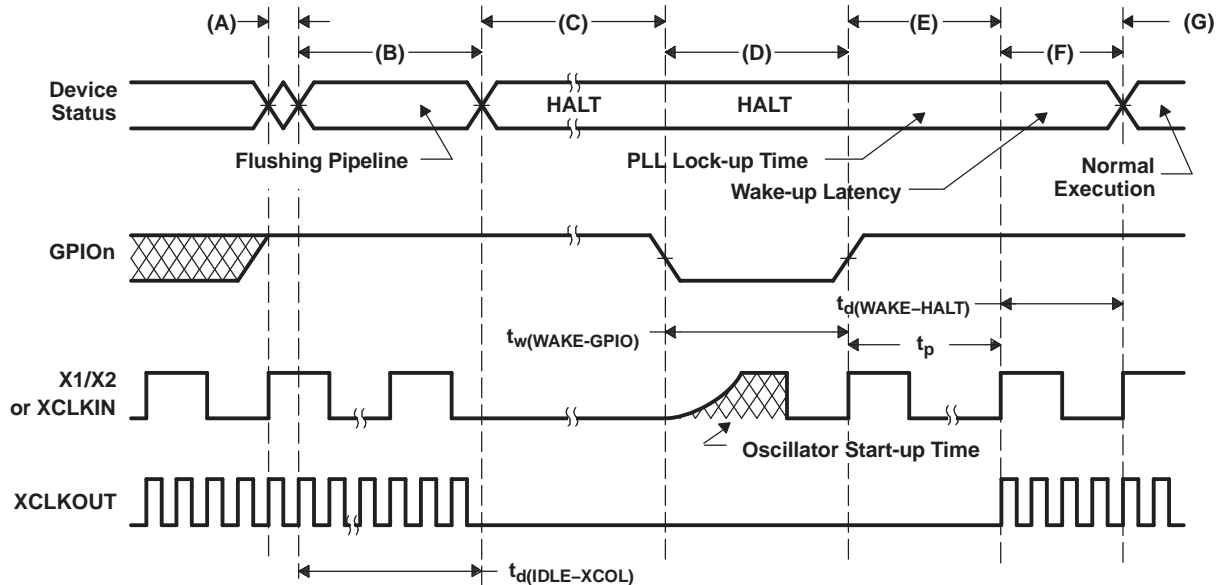 (A) (C) (E) (G)
(B) (D) (F)
Device
Status
HALT HALT
Flushing Pipeline
PLL Lock-up Time
Wake-up Latency
Normal
Execution
GPIOn
td(WAKE–HALT)
tw(WAKE-GPIO)
tp
X1/X2
or XCLKIN
Oscillator Start-up Time
XCLKOUT
td(IDLE–XCOL)